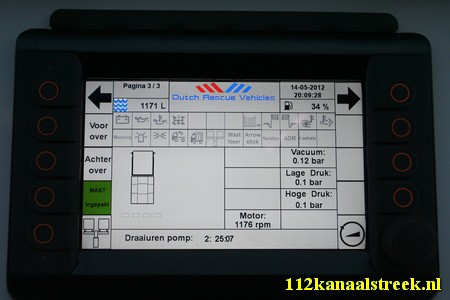 Pagina 3 / 3
14-05-2012
20:09:28
Dutch Rescue Vehicles
1171 L
34 %
Voor over
Mast Neer
Arrow stick
ADR
Achter over
MAST ingepakt
Vacuum:
0.12 bar
Lage Druk:
0.1 bar
Hoge Druk:
0.1 bar
Motor:
1176 rpm
Draaiuren pomp: 2: 25:07
112kanaalstreek.nl